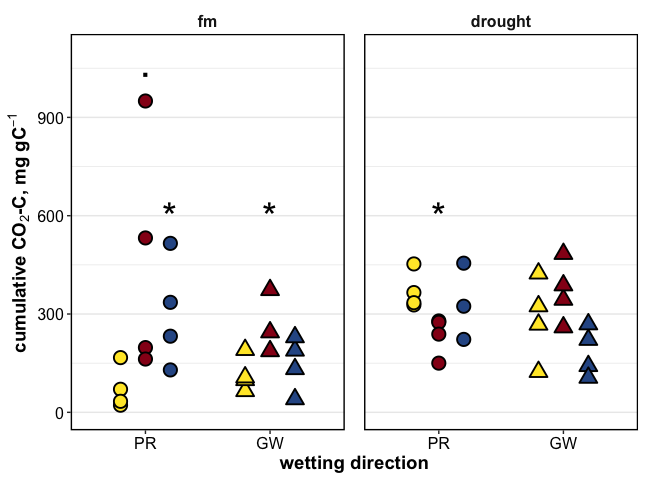 fm
drought
cumulative CO₂-C, mg gC⁻¹
900
600
300
0
.
*
*
*
PR
GW
PR
GW
wetting direction